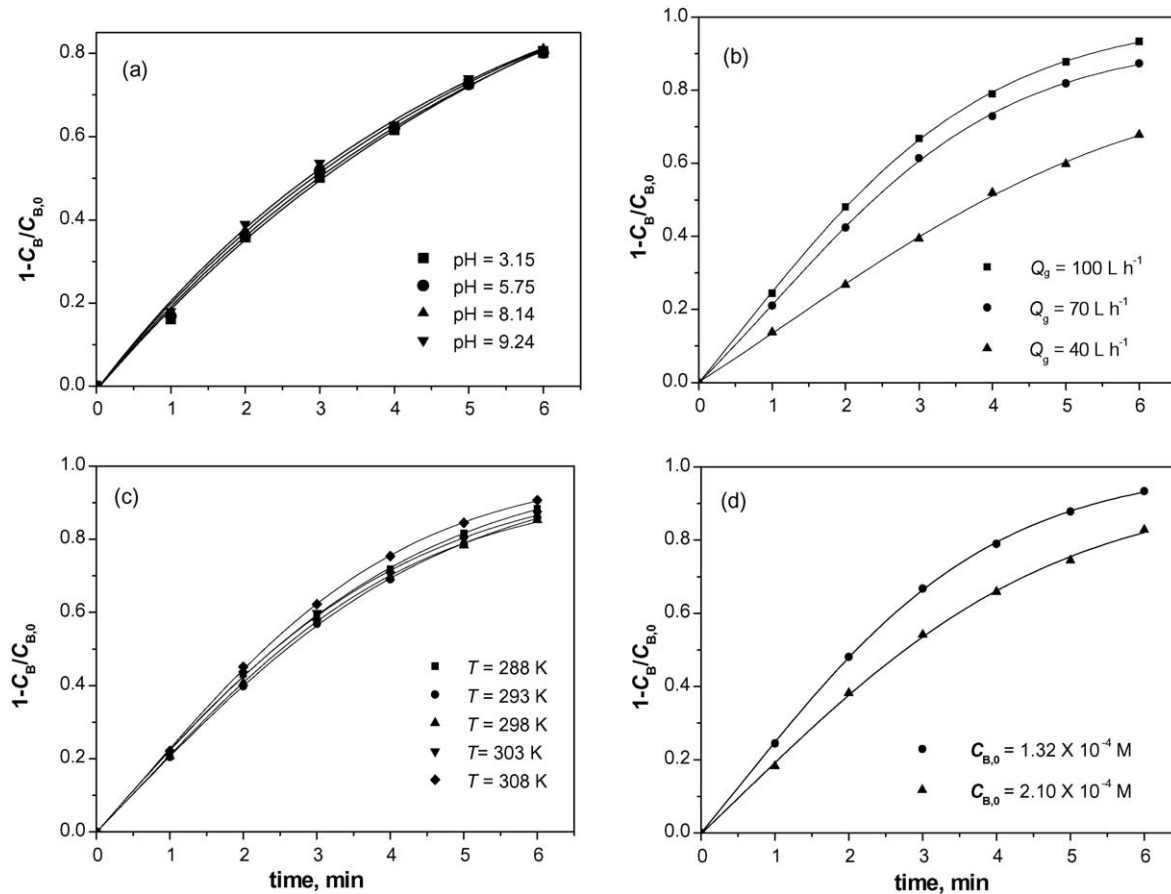 (a)
1-C_B/C_B,0
0.8
0.6
0.4
0.2
0.0
pH = 3.15
pH = 5.75
pH = 8.14
pH = 9.24
0 1 2 3 4 5 6
(b)
1-C_B/C_B,0
1.0
0.8
0.6
0.4
0.2
0.0
Q_g = 100 L h⁻¹
Q_g = 70 L h⁻¹
Q_g = 40 L h⁻¹
0 1 2 3 4 5 6
(c)
1-C_B/C_B,0
1.0
0.8
0.6
0.4
0.2
0.0
T = 288 K
T = 293 K
T = 298 K
T= 303 K
T = 308 K
0 1 2 3 4 5 6
time, min
(d)
1-C_B/C_B,0
1.0
0.8
0.6
0.4
0.2
0.0
C_B,0 = 1.32 X 10⁻⁴ M
C_B,0 = 2.10 X 10⁻⁴ M
0 1 2 3 4 5 6
time, min